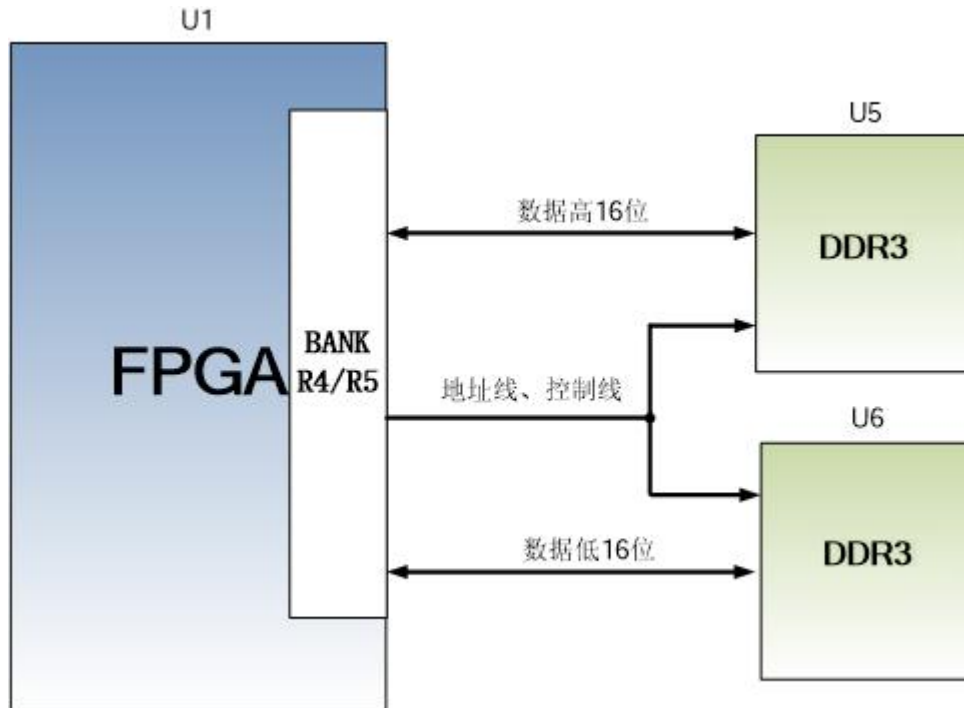 U1
U5
数据高16位
DDR3
FPGA
BANK
R4/R5
地址线、控制线
U6
数据低16位
DDR3